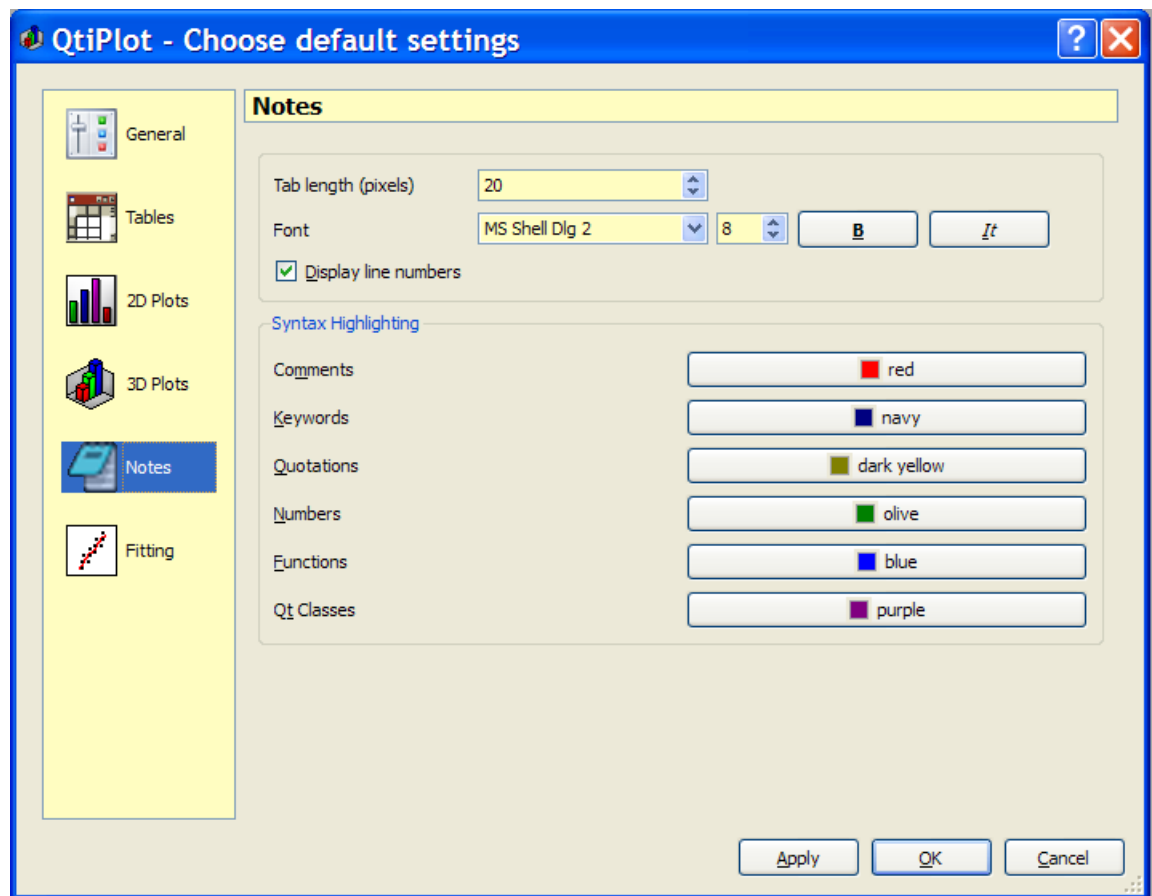 QtiPlot - Choose default settings
General
Tables
2D Plots
3D Plots
Notes
Fitting
Notes
Tab length (pixels) 20
Font MS Shell Dlg 2 8 B It
Display line numbers
Syntax Highlighting
Comments red
Keywords navy
Quotations dark yellow
Numbers olive
Functions blue
Qt Classes purple
Apply OK Cancel